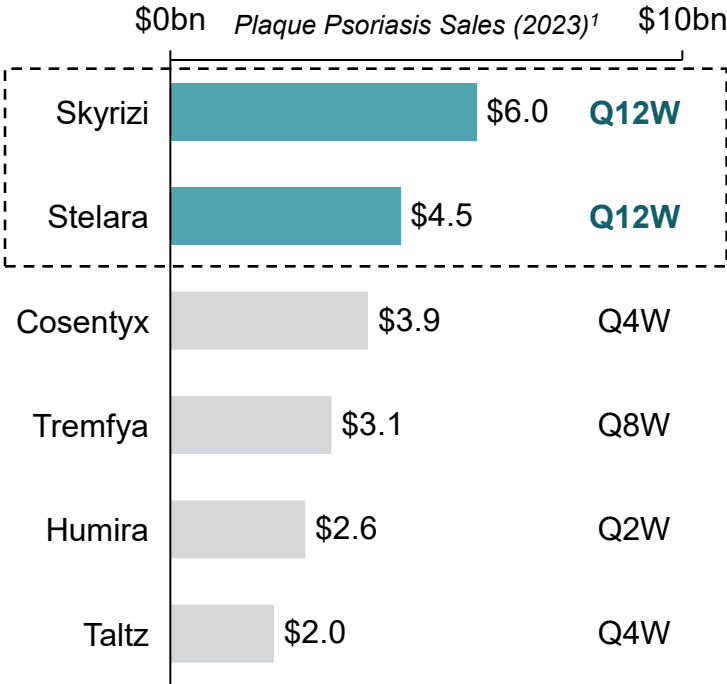 $0bn Plaque Psoriasis Sales (2023)¹ $10bn
Skyrizi $6.0 Q12W
Stelara $4.5 Q12W
Cosentyx $3.9 Q4W
Tremfya $3.1 Q8W
Humira $2.6 Q2W
Taltz $2.0 Q4W